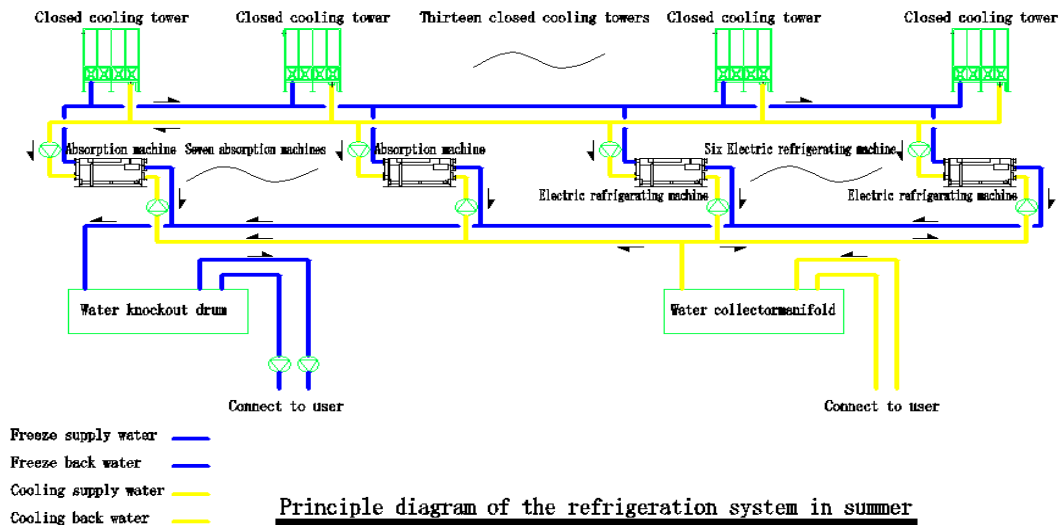 Closed cooling tower
Closed cooling tower
Thirteen closed cooling towers
Closed cooling tower
Closed cooling tower
Absorption machine
Seven absorption machines
Absorption machine
Six Electric refrigerating machine
Electric refrigarating machine
Electric refrigarating machine
Water knockout drum
Water collectormanifold
Connect to user
Connect to user
Freeze supply water
Freeze back water
Cooling supply water
Cooling back water
Principle diagram of the refrigeration system in summer